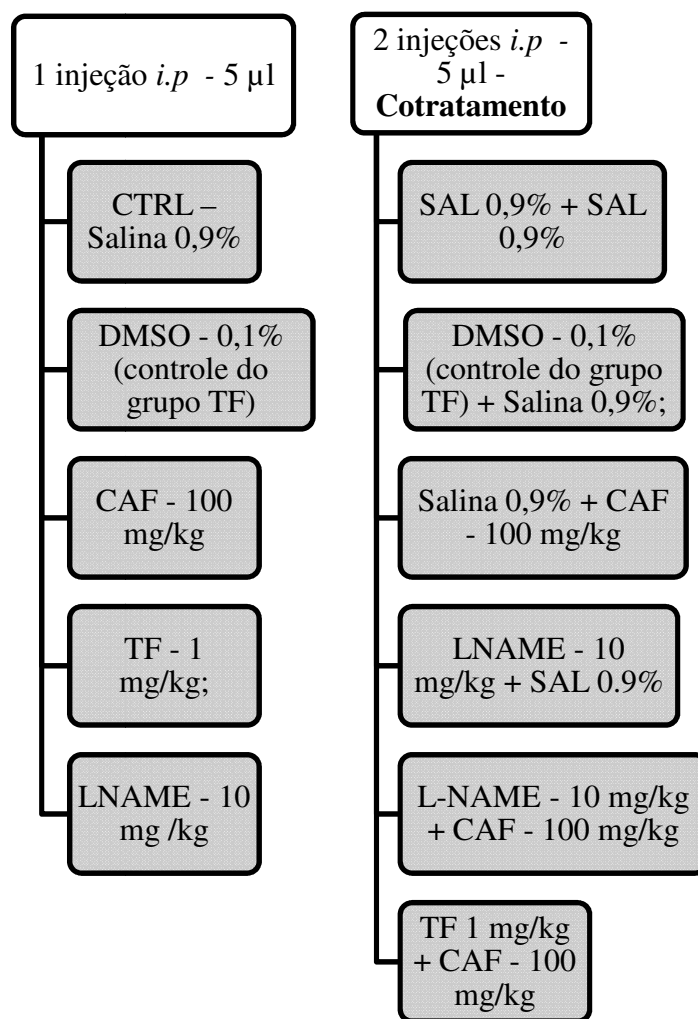 1 injeção i.p - 5 µl
CTRL –
Salina 0,9%
DMSO - 0,1%
(controle do
grupo TF)
CAF - 100
mg/kg
TF - 1
mg/kg;
LNAME - 10
mg /kg
2 injeções i.p -
5 µl -
Cotratamento
SAL 0,9% + SAL
0,9%
DMSO - 0,1%
(controle do grupo
TF) + Salina 0,9%;
Salina 0,9% + CAF
- 100 mg/kg
LNAME - 10
mg/kg + SAL 0.9%
L-NAME - 10 mg/kg
+ CAF - 100 mg/kg
TF 1 mg/kg
+ CAF - 100
mg/kg